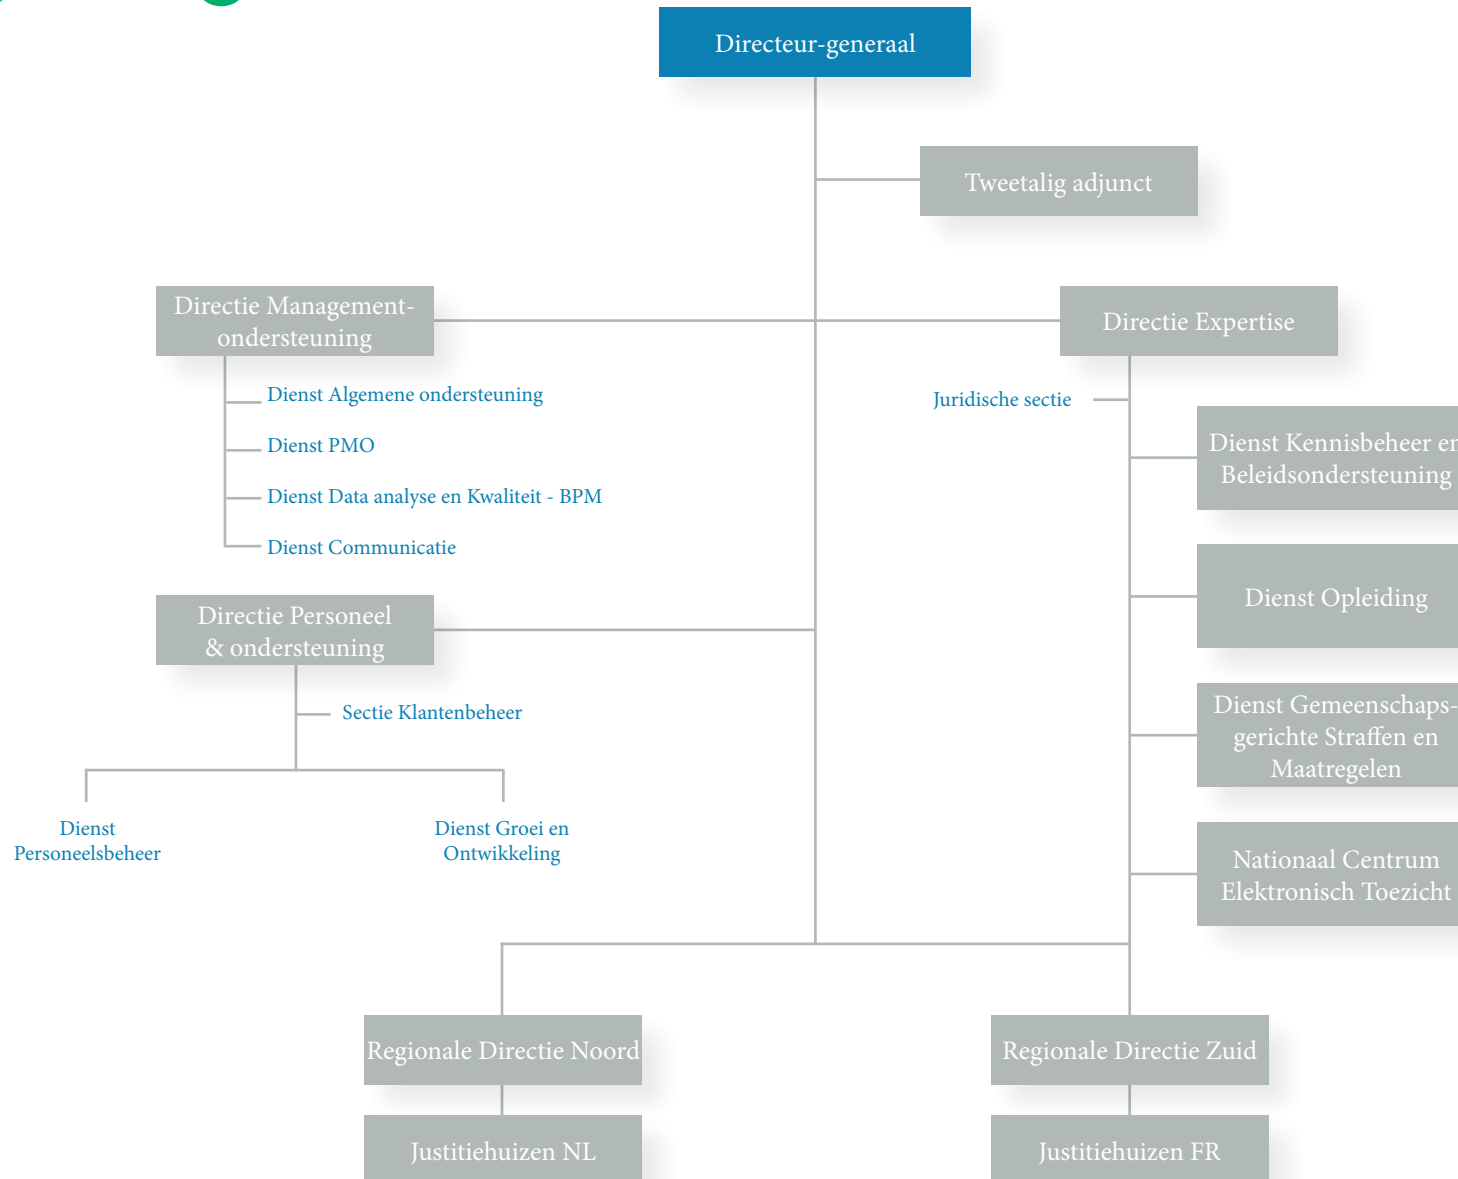 Directeur-generaal
Tweetalig adjunct
Directie Management-
ondersteuning
Dienst Algemene ondersteuning
Dienst PMO
Dienst Data analyse en Kwaliteit - BPM
Dienst Communicatie
Directie Expertise
Juridische sectie
Dienst Kennisbeheer en
Beleidsondersteuning
Dienst Opleiding
Dienst Gemeenschaps-
gerichte Straffen en
Maatregelen
Nationaal Centrum
Elektronisch Toezicht
Directie Personeel
& ondersteuning
Sectie Klantenbeheer
Dienst
Personeelsbeheer
Dienst Groei en
Ontwikkeling
Regionale Directie Noord
Justitiehuizen NL
Regionale Directie Zuid
Justitiehuizen FR